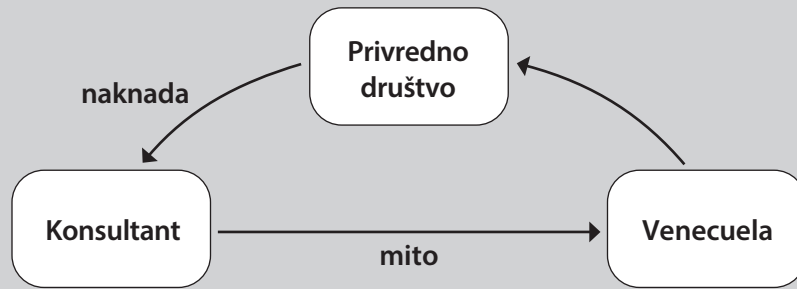 Privredno
društvo
naknada
Konsultant
mito
Venecuela